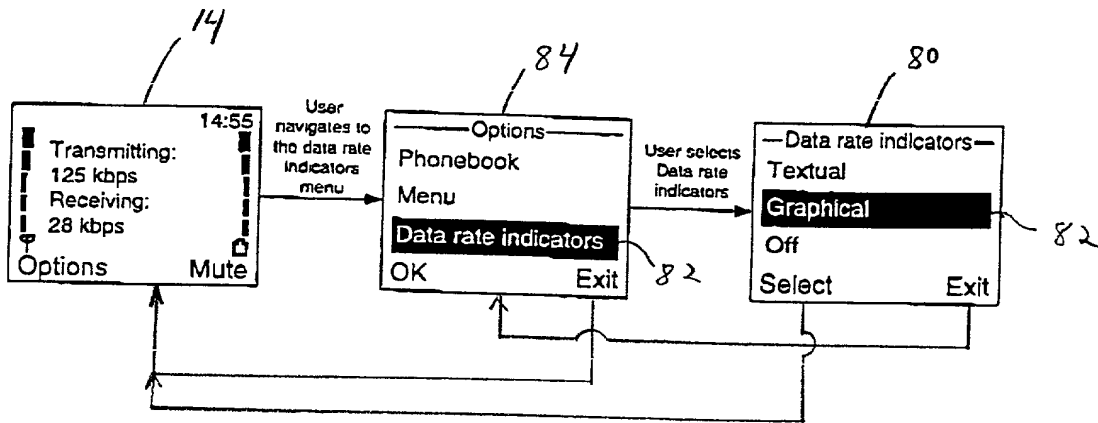 14
14:55
Transmitting:
125 kbps
Receiving:
28 kbps
Options
Mute
User
navigates to
the data rate
indicators
menu
84
Options
Phonebook
Menu
Data rate indicators
82
OK
Exit
User selects
Data rate
indicators
80
Data rate indicators
Textual
Graphical
82
Off
Select
Exit